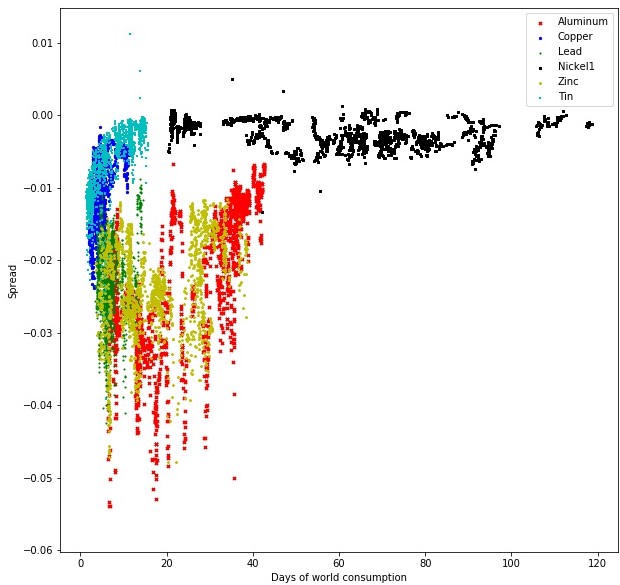 Aluminum
Copper
Lead
Nickel1
Zinc
Tin
0.01
0.00
−0.01
−0.02
−0.03
−0.04
−0.05
−0.06
Spread
0 20 40 60 80 100 120
Days of world consumption